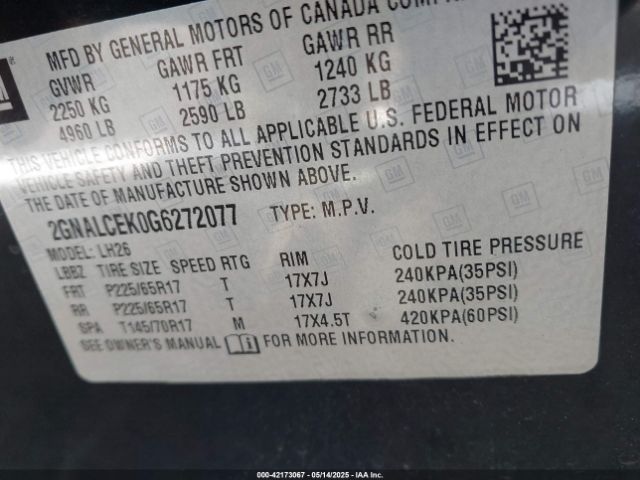 MFD BY GENERAL MOTORS OF CANADA
GVWR GAWR FRT GAWR RR
2250 KG 1175 KG 1240 KG
4960 LB 2590 LB 2733 LB
THIS VEHICLE CONFORMS TO ALL APPLICABLE U.S. FEDERAL MOTOR
VEHICLE SAFETY AND THEFT PREVENTION STANDARDS IN EFFECT ON
THE DATE OF MANUFACTURE SHOWN ABOVE.
2GNALCEK0G6272077 TYPE: M.P.V.
MODEL: LH26
LBBZ TIRE SIZE SPEED RTG RIM COLD TIRE PRESSURE
FRT P225/65R17 T 17X7J 240KPA(35PSI)
RR P225/65R17 T 17X7J 240KPA(35PSI)
SPA T145/70R17 M 17X4.5T 420KPA(60PSI)
SEE OWNER'S MANUAL FOR MORE INFORMATION.
000-42173067 - 05/14/2025 - IAAI, Inc.